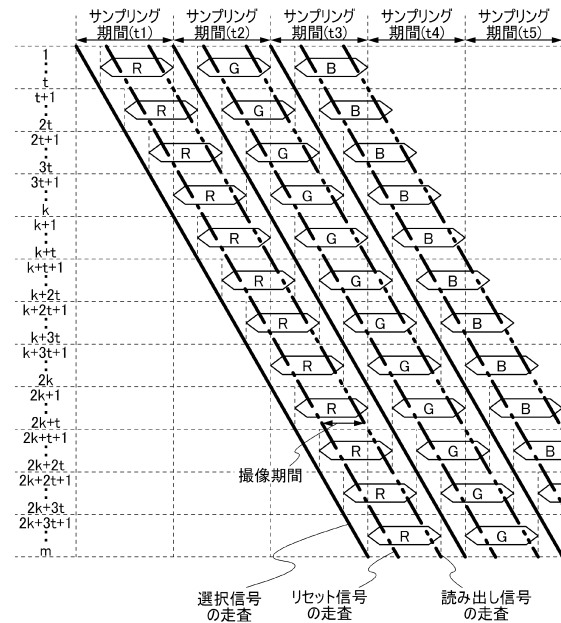 サンプリング
期間(t1)
サンプリング
期間(t2)
サンプリング
期間(t3)
サンプリング
期間(t4)
サンプリング
期間(t5)
1
t
t+1
2t
2t+1
3t
3t+1
k
k+1
k+t
k+t+1
k+2t
k+2t+1
k+3t
k+3t+1
2k
2k+1
2k+t
2k+t+1
2k+2t
2k+2t+1
2k+3t
2k+3t+1
m
R G B
R G B
R G B
R G B
R G B
R G B
R G B
R G B
R G B
R G B
R G
R G
撮像期間
選択信号
の走査
リセット信号
の走査
読み出し信号
の走査